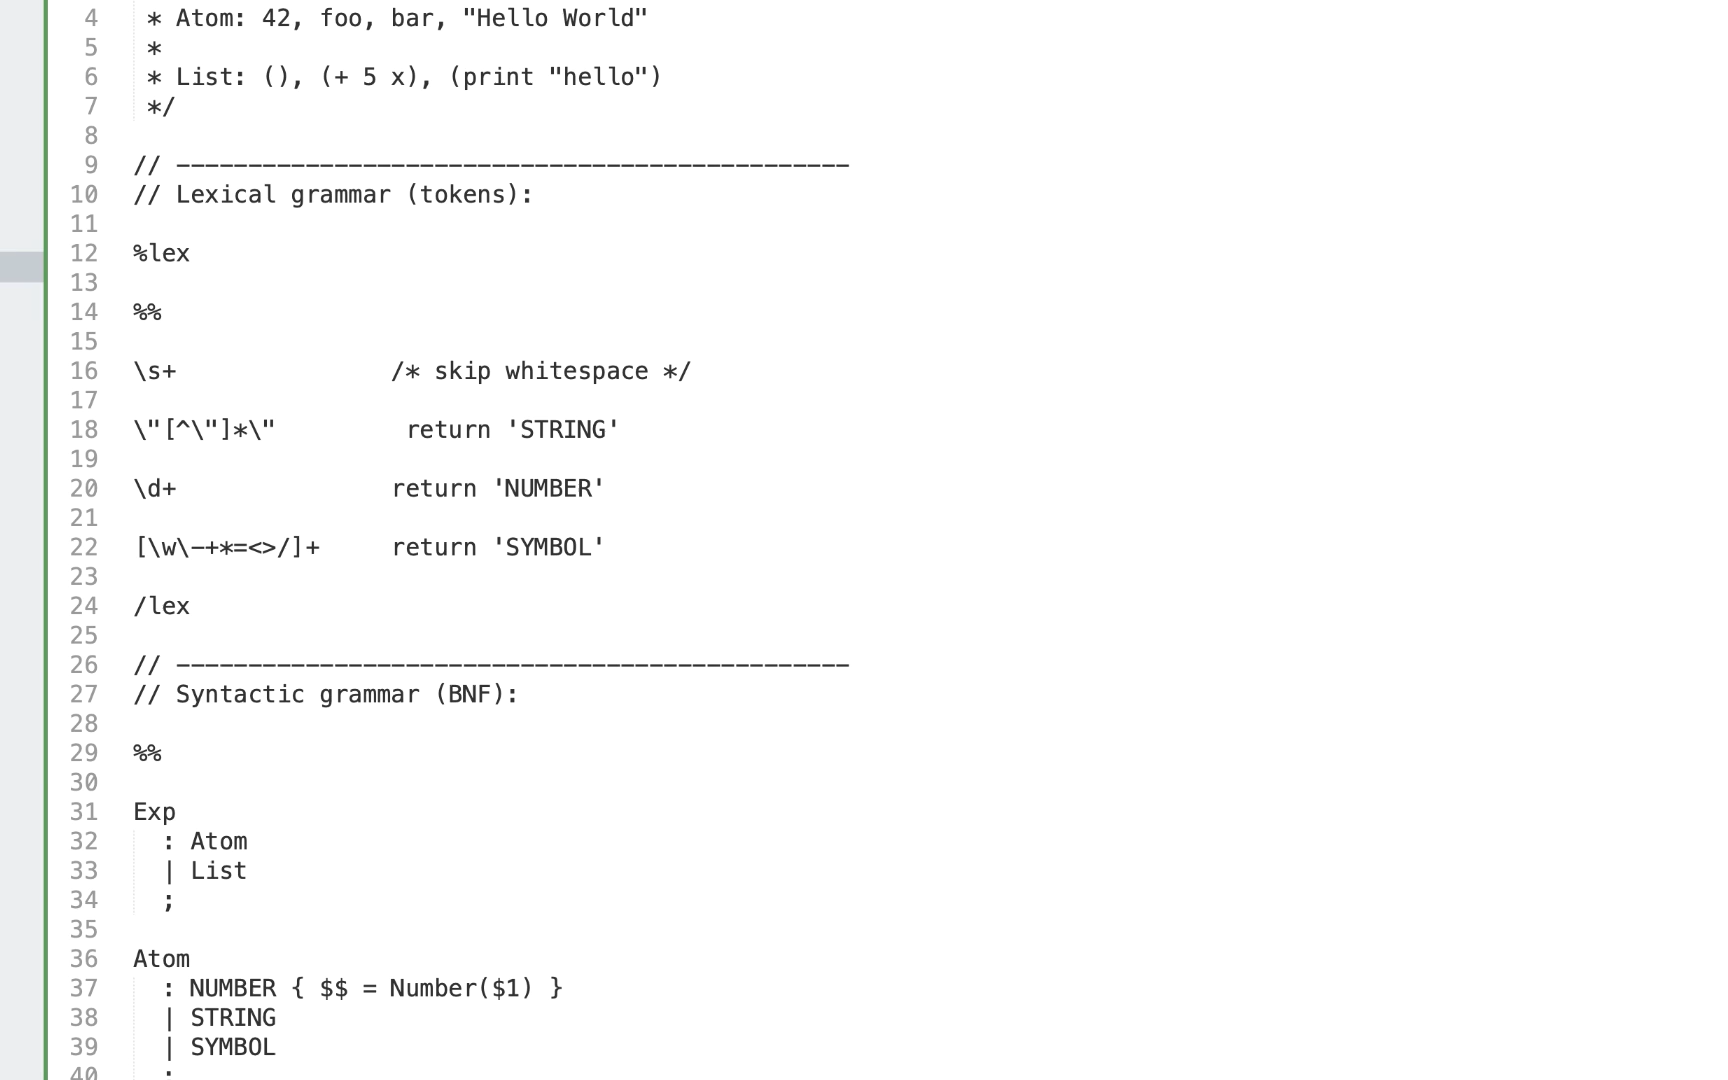 4 * Atom: 42, foo, bar, "Hello World"
5 *
6 * List: (), (+ 5 x), (print "hello")
7 */
8
9 // -----------------------------------------------
10 // Lexical grammar (tokens):
11
12 %lex
13
14 %%
15
16 \s+               /* skip whitespace */
17
18 \"[^\"]*\"         return 'STRING'
19
20 \d+               return 'NUMBER'
21
22 [\w\-+*=<>/]+     return 'SYMBOL'
23
24 /lex
25
26 // -----------------------------------------------
27 // Syntactic grammar (BNF):
28
29 %%
30
31 Exp
32   : Atom
33   | List
34   ;
35
36 Atom
37   : NUMBER { $$ = Number($1) }
38   | STRING
39   | SYMBOL
40